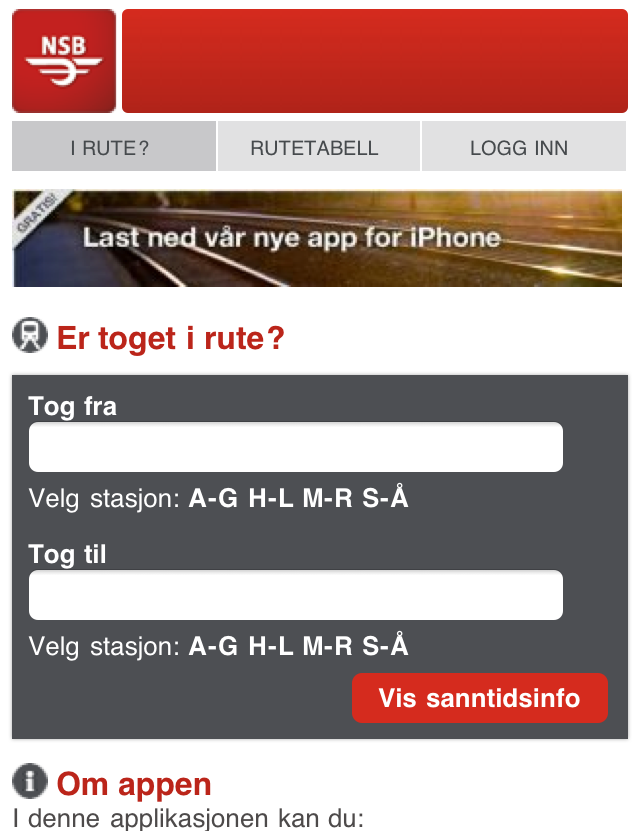 NSB
I RUTE?
RUTETABELL
LOGG INN
GRATIS!
Last ned vår nye app for iPhone
Er toget i rute?
Tog fra
Velg stasjon: A-G H-L M-R S-Å
Tog til
Velg stasjon: A-G H-L M-R S-Å
Vis sanntidsinfo
Om appen
I denne applikasjonen kan du: